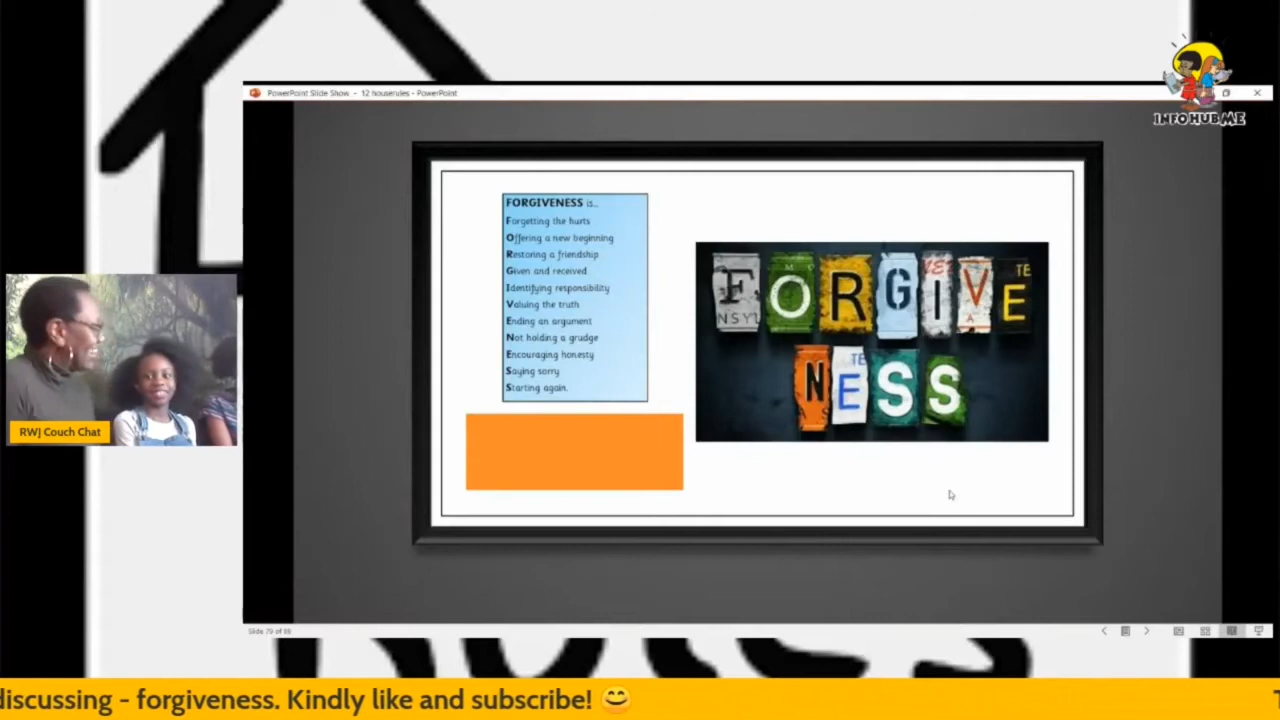 PowerPoint Slide Show - 12 houserules - PowerPoint
INFO HUB ME
FORGIVENESS is...
Forgetting the hurts
Offering a new beginning
Restoring a friendship
Given and received
Identifying responsibility
Valuing the truth
Ending an argument
Not holding a grudge
Encouraging honesty
Saying sorry
Starting again.
FORGIVE
NESS
RWJ Couch Chat
discussing - forgiveness. Kindly like and subscribe! 😊